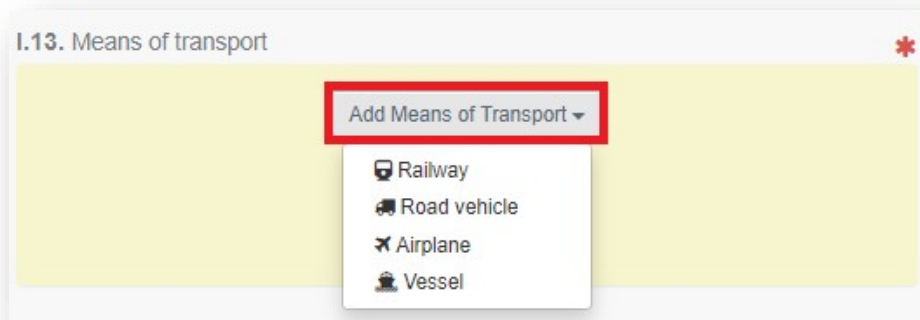 I.13. Means of transport
Add Means of Transport
Railway
Road vehicle
Airplane
Vessel